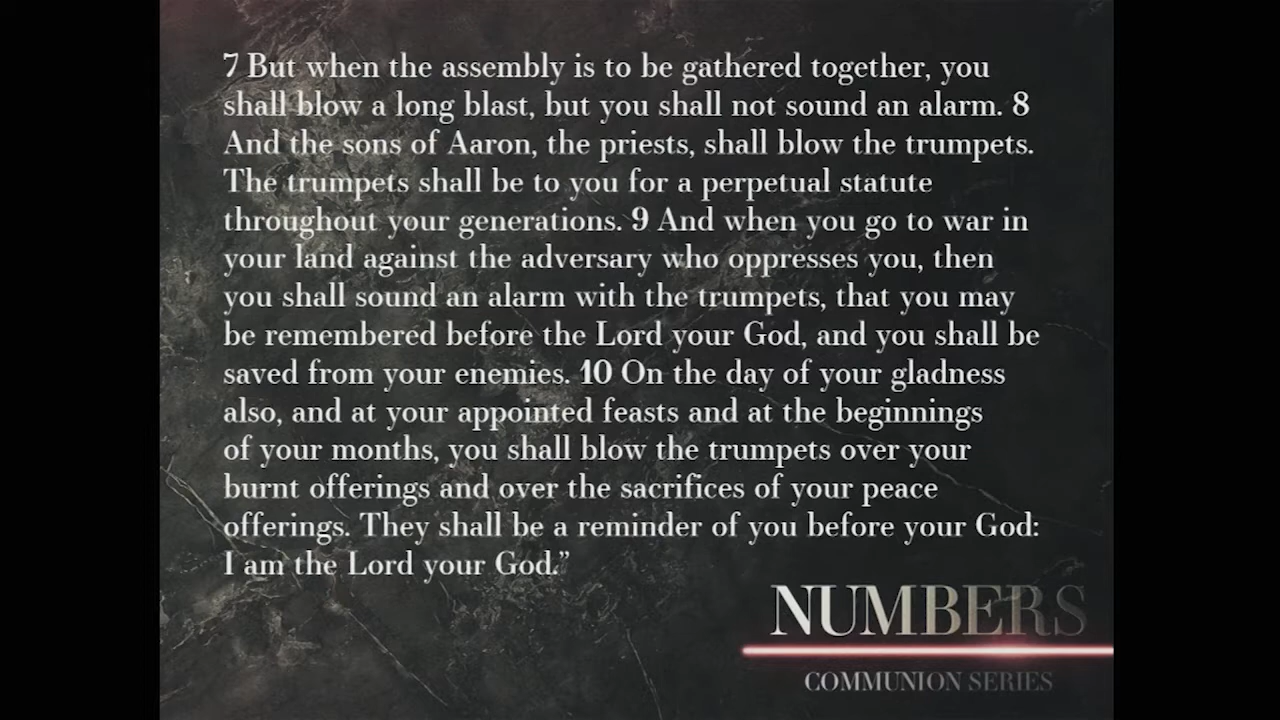 7 But when the assembly is to be gathered together, you
shall blow a long blast, but you shall not sound an alarm. 8
And the sons of Aaron, the priests, shall blow the trumpets.
The trumpets shall be to you for a perpetual statute
throughout your generations. 9 And when you go to war in
your land against the adversary who oppresses you, then
you shall sound an alarm with the trumpets, that you may
be remembered before the Lord your God, and you shall be
saved from your enemies. 10 On the day of your gladness
also, and at your appointed feasts and at the beginnings
of your months, you shall blow the trumpets over your
burnt offerings and over the sacrifices of your peace
offerings. They shall be a reminder of you before your God:
I am the Lord your God.”
NUMBERS
COMMUNION SERIES